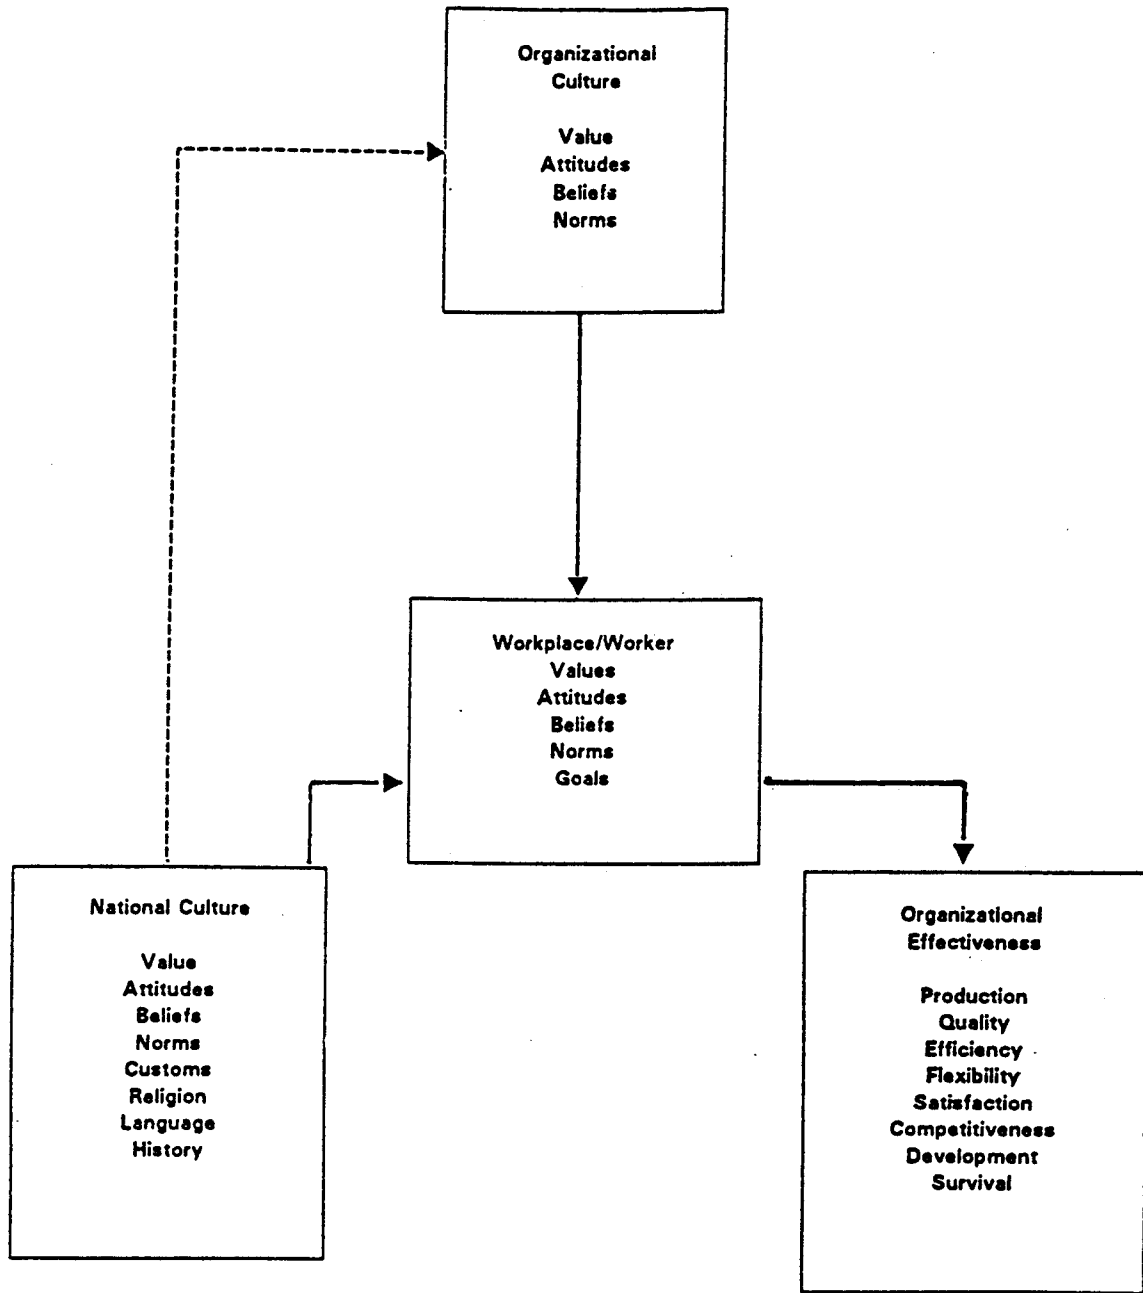 Organizational
Culture
Value
Attitudes
Beliefs
Norms
Workplace/Worker
Values
Attitudes
Beliefs
Norms
Goals
National Culture
Value
Attitudes
Beliefs
Norms
Customs
Religion
Language
History
Organizational
Effectiveness
Production
Quality
Efficiency
Flexibility
Satisfaction
Competitiveness
Development
Survival